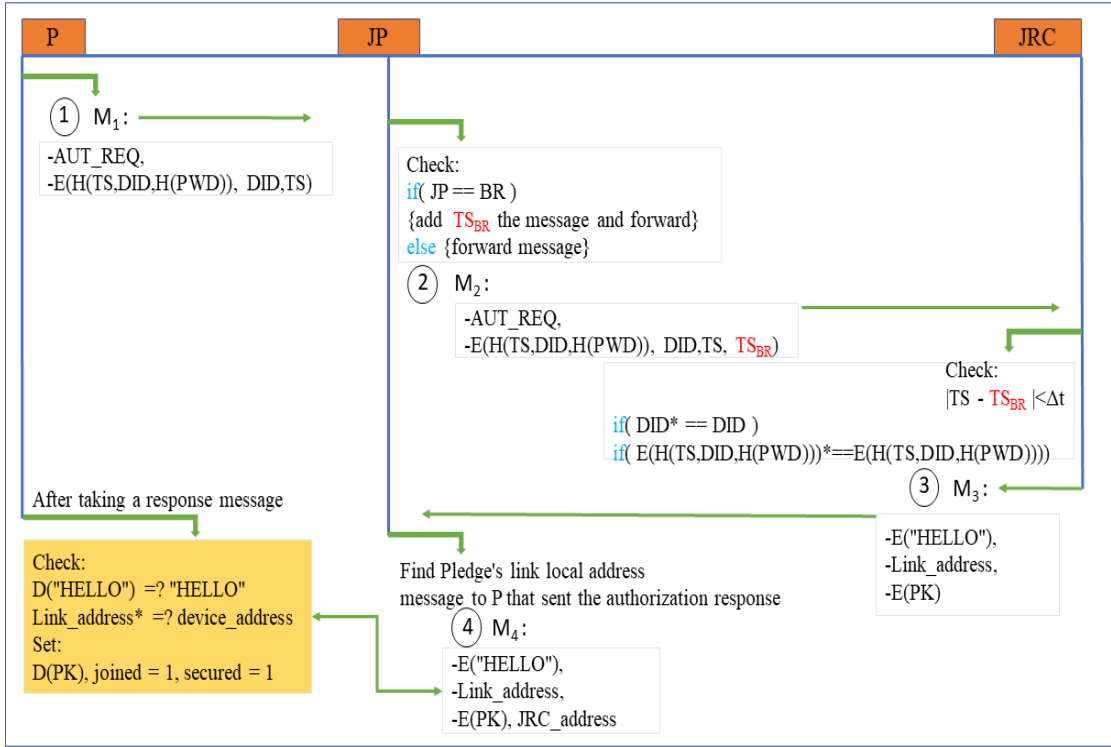 P
JP
JRC
1 M1:
-AUT_REQ,
-E(H(TS,DID,H(PWD)), DID,TS)
Check:
if( JP == BR )
{add TSBR the message and forward}
else {forward message}
2 M2:
-AUT_REQ,
-E(H(TS,DID,H(PWD)), DID,TS, TSBR)
Check:
|TS - TSBR |<Δt
if( DID* == DID )
if( E(H(TS,DID,H(PWD)))*==E(H(TS,DID,H(PWD))))
3 M3:
-E("HELLO"),
-Link_address,
-E(PK)
Find Pledge's link local address
message to P that sent the authorization response
4 M4:
-E("HELLO"),
-Link_address,
-E(PK), JRC_address
After taking a response message
Check:
D("HELLO") =? "HELLO"
Link_address* =? device_address
Set:
D(PK), joined = 1, secured = 1